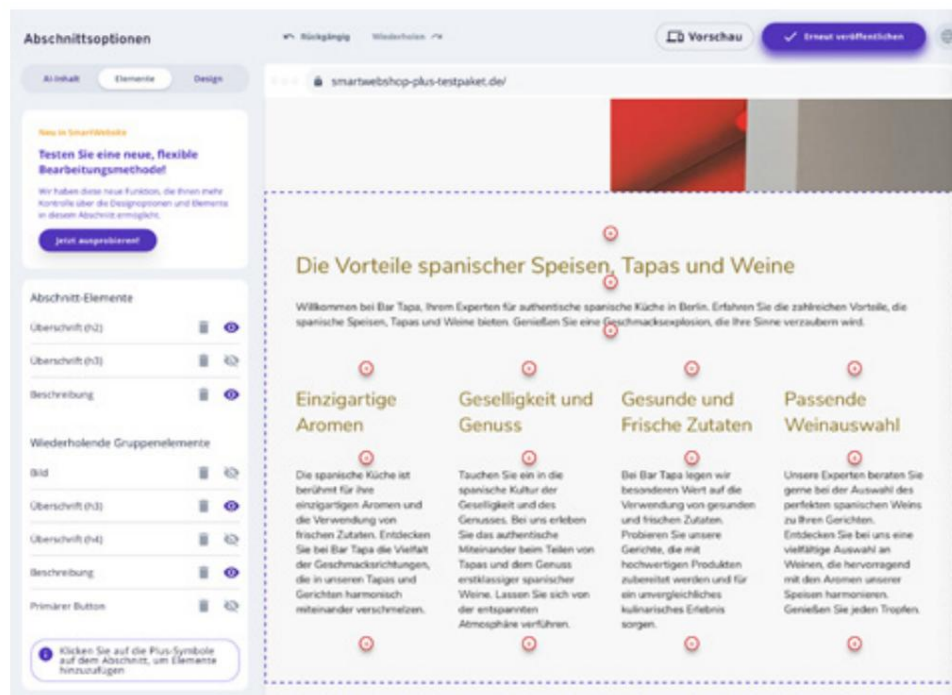 Abschnittsoptionen
Rückgängig
Wiederholen
Vorschau
Erneut veröffentlichen
AI-Inhalt
Elemente
Design
smartwebshop-plus-testpaket.de/
Neu in SmartWebsite
Testen Sie eine neue, flexible
Bearbeitungsmethode!
Wir haben diese neue Funktion, die Ihnen mehr
Kontrolle über die Designoptionen und Elemente
in diesem Abschnitt ermöglicht.
Jetzt ausprobieren!
Abschnitt-Elemente
Überschrift (h2)
Überschrift (h3)
Beschreibung
Wiederholende Gruppenelemente
Bild
Überschrift (h3)
Überschrift (h4)
Beschreibung
Primärer Button
Klicken Sie auf die Plus-Symbole
auf dem Abschnitt, um Elemente
hinzuzufügen
Die Vorteile spanischer Speisen, Tapas und Weine
Willkommen bei Bar Tapa, Ihrem Experten für authentische spanische Küche in Berlin. Erfahren Sie die zahlreichen Vorteile, die
spanische Speisen, Tapas und Weine bieten. Genießen Sie eine Geschmacksexplosion, die Ihre Sinne verzaubern wird.
Einzigartige
Aromen
Die spanische Küche ist
berühmt für ihre
einzigartigen Aromen und
die Verwendung von
frischen Zutaten. Entdecken
Sie bei Bar Tapa die Vielfalt
der Geschmacksrichtungen,
die in unseren Tapas und
Gerichten harmonisch
miteinander verschmelzen.
Geselligkeit und
Genuss
Tauchen Sie ein in die
spanische Kultur der
Geselligkeit und des
Genusses. Bei uns erleben
Sie das authentische
Miteinander beim Teilen von
Tapas und dem Genuss
erstklassiger spanischer
Weine. Lassen Sie sich von
der entspannten
Atmosphäre verführen.
Gesunde und
Frische Zutaten
Bei Bar Tapa legen wir
besonderen Wert auf die
Verwendung von gesunden
und frischen Zutaten.
Probieren Sie unsere
Gerichte, die mit
hochwertigen Produkten
zubereitet werden und für
ein unvergleichliches
kulinarisches Erlebnis
sorgen.
Passende
Weinauswahl
Unsere Experten beraten Sie
gerne bei der Auswahl des
perfekten spanischen Weins
zu Ihren Gerichten.
Entdecken Sie bei uns eine
vielfältige Auswahl an
Weinen, die hervorragend
mit den Aromen unserer
Speisen harmonieren.
Genießen Sie jeden Tropfen.